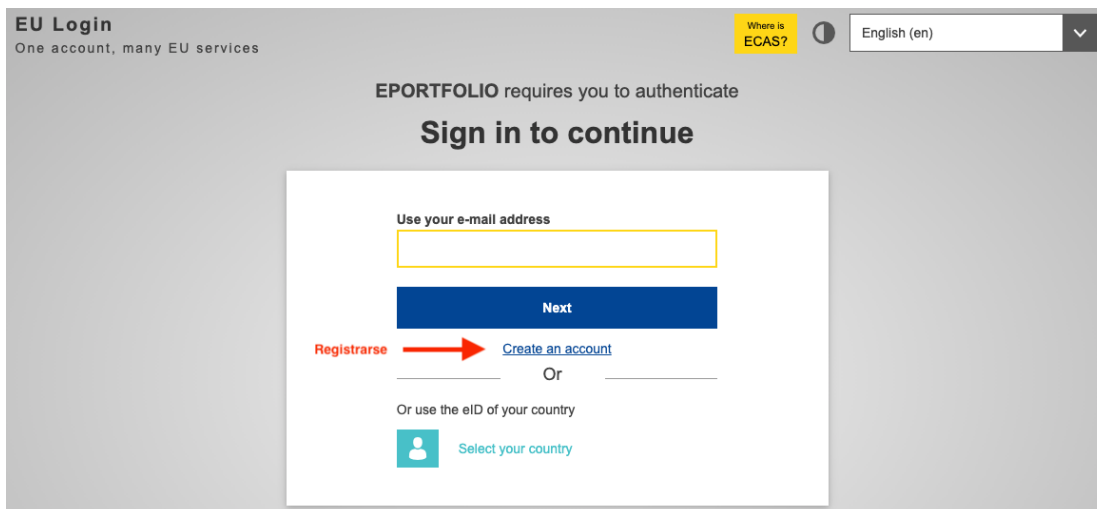 EU Login
One account, many EU services
Where is
ECAS?
English (en)
EPORTFOLIO requires you to authenticate
Sign in to continue
Use your e-mail address
Next
Registrarse
Create an account
Or
Or use the eID of your country
Select your country